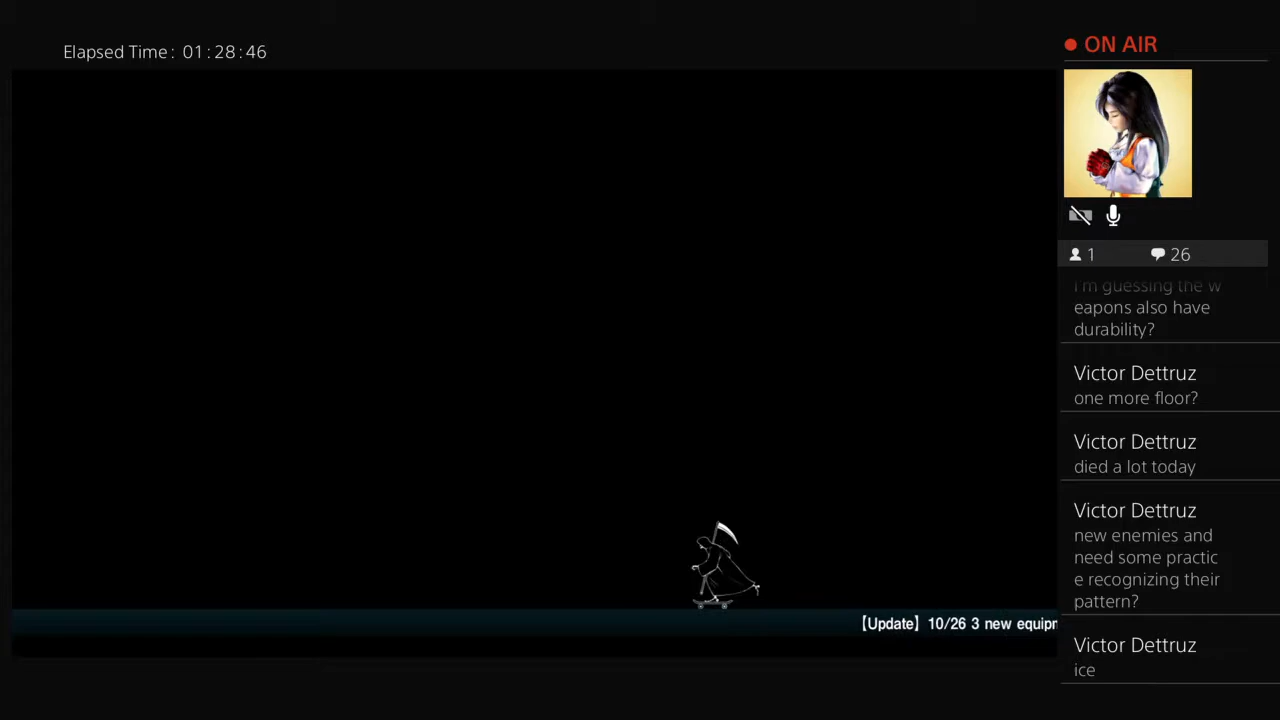 Elapsed Time: 01:28:46
ON AIR
1 26
I'm guessing the w
eapons also have
durability?
Victor Dettruz
one more floor?
Victor Dettruz
died a lot today
Victor Dettruz
new enemies and
need some practic
e recognizing their
pattern?
Victor Dettruz
ice
【Update】 10/26 3 new equipm